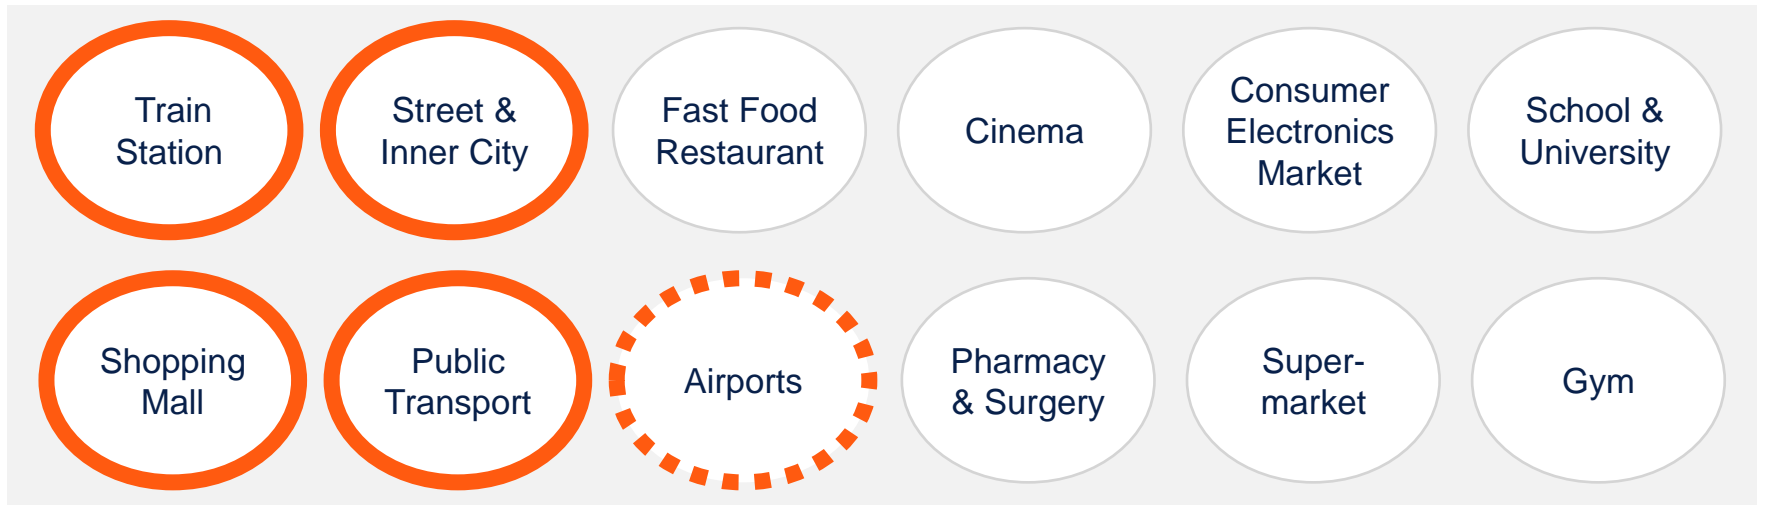 Train
Station
Street &
Inner City
Fast Food
Restaurant
Cinema
Consumer
Electronics
Market
School &
University
Shopping
Mall
Public
Transport
Airports
Pharmacy
& Surgery
Super-
market
Gym